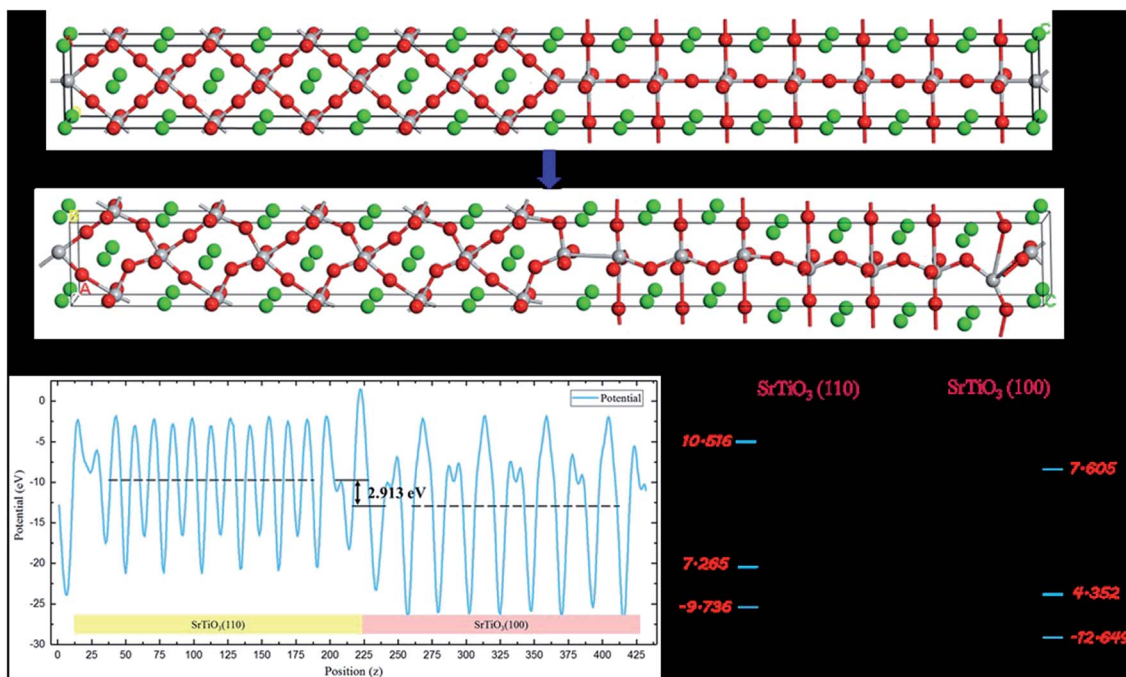 C
B
A
C
0
-5
-10
-15
-20
-25
-30
Potential (eV)
Potential
2.913 eV
SrTiO₃(110)
SrTiO₃(100)
0 25 50 75 100 125 150 175 200 225 250 275 300 325 350 375 400 425
Position (z)
SrTiO₃ (110)
SrTiO₃ (100)
10.516
7.605
7.265
4.352
-9.736
-12.649